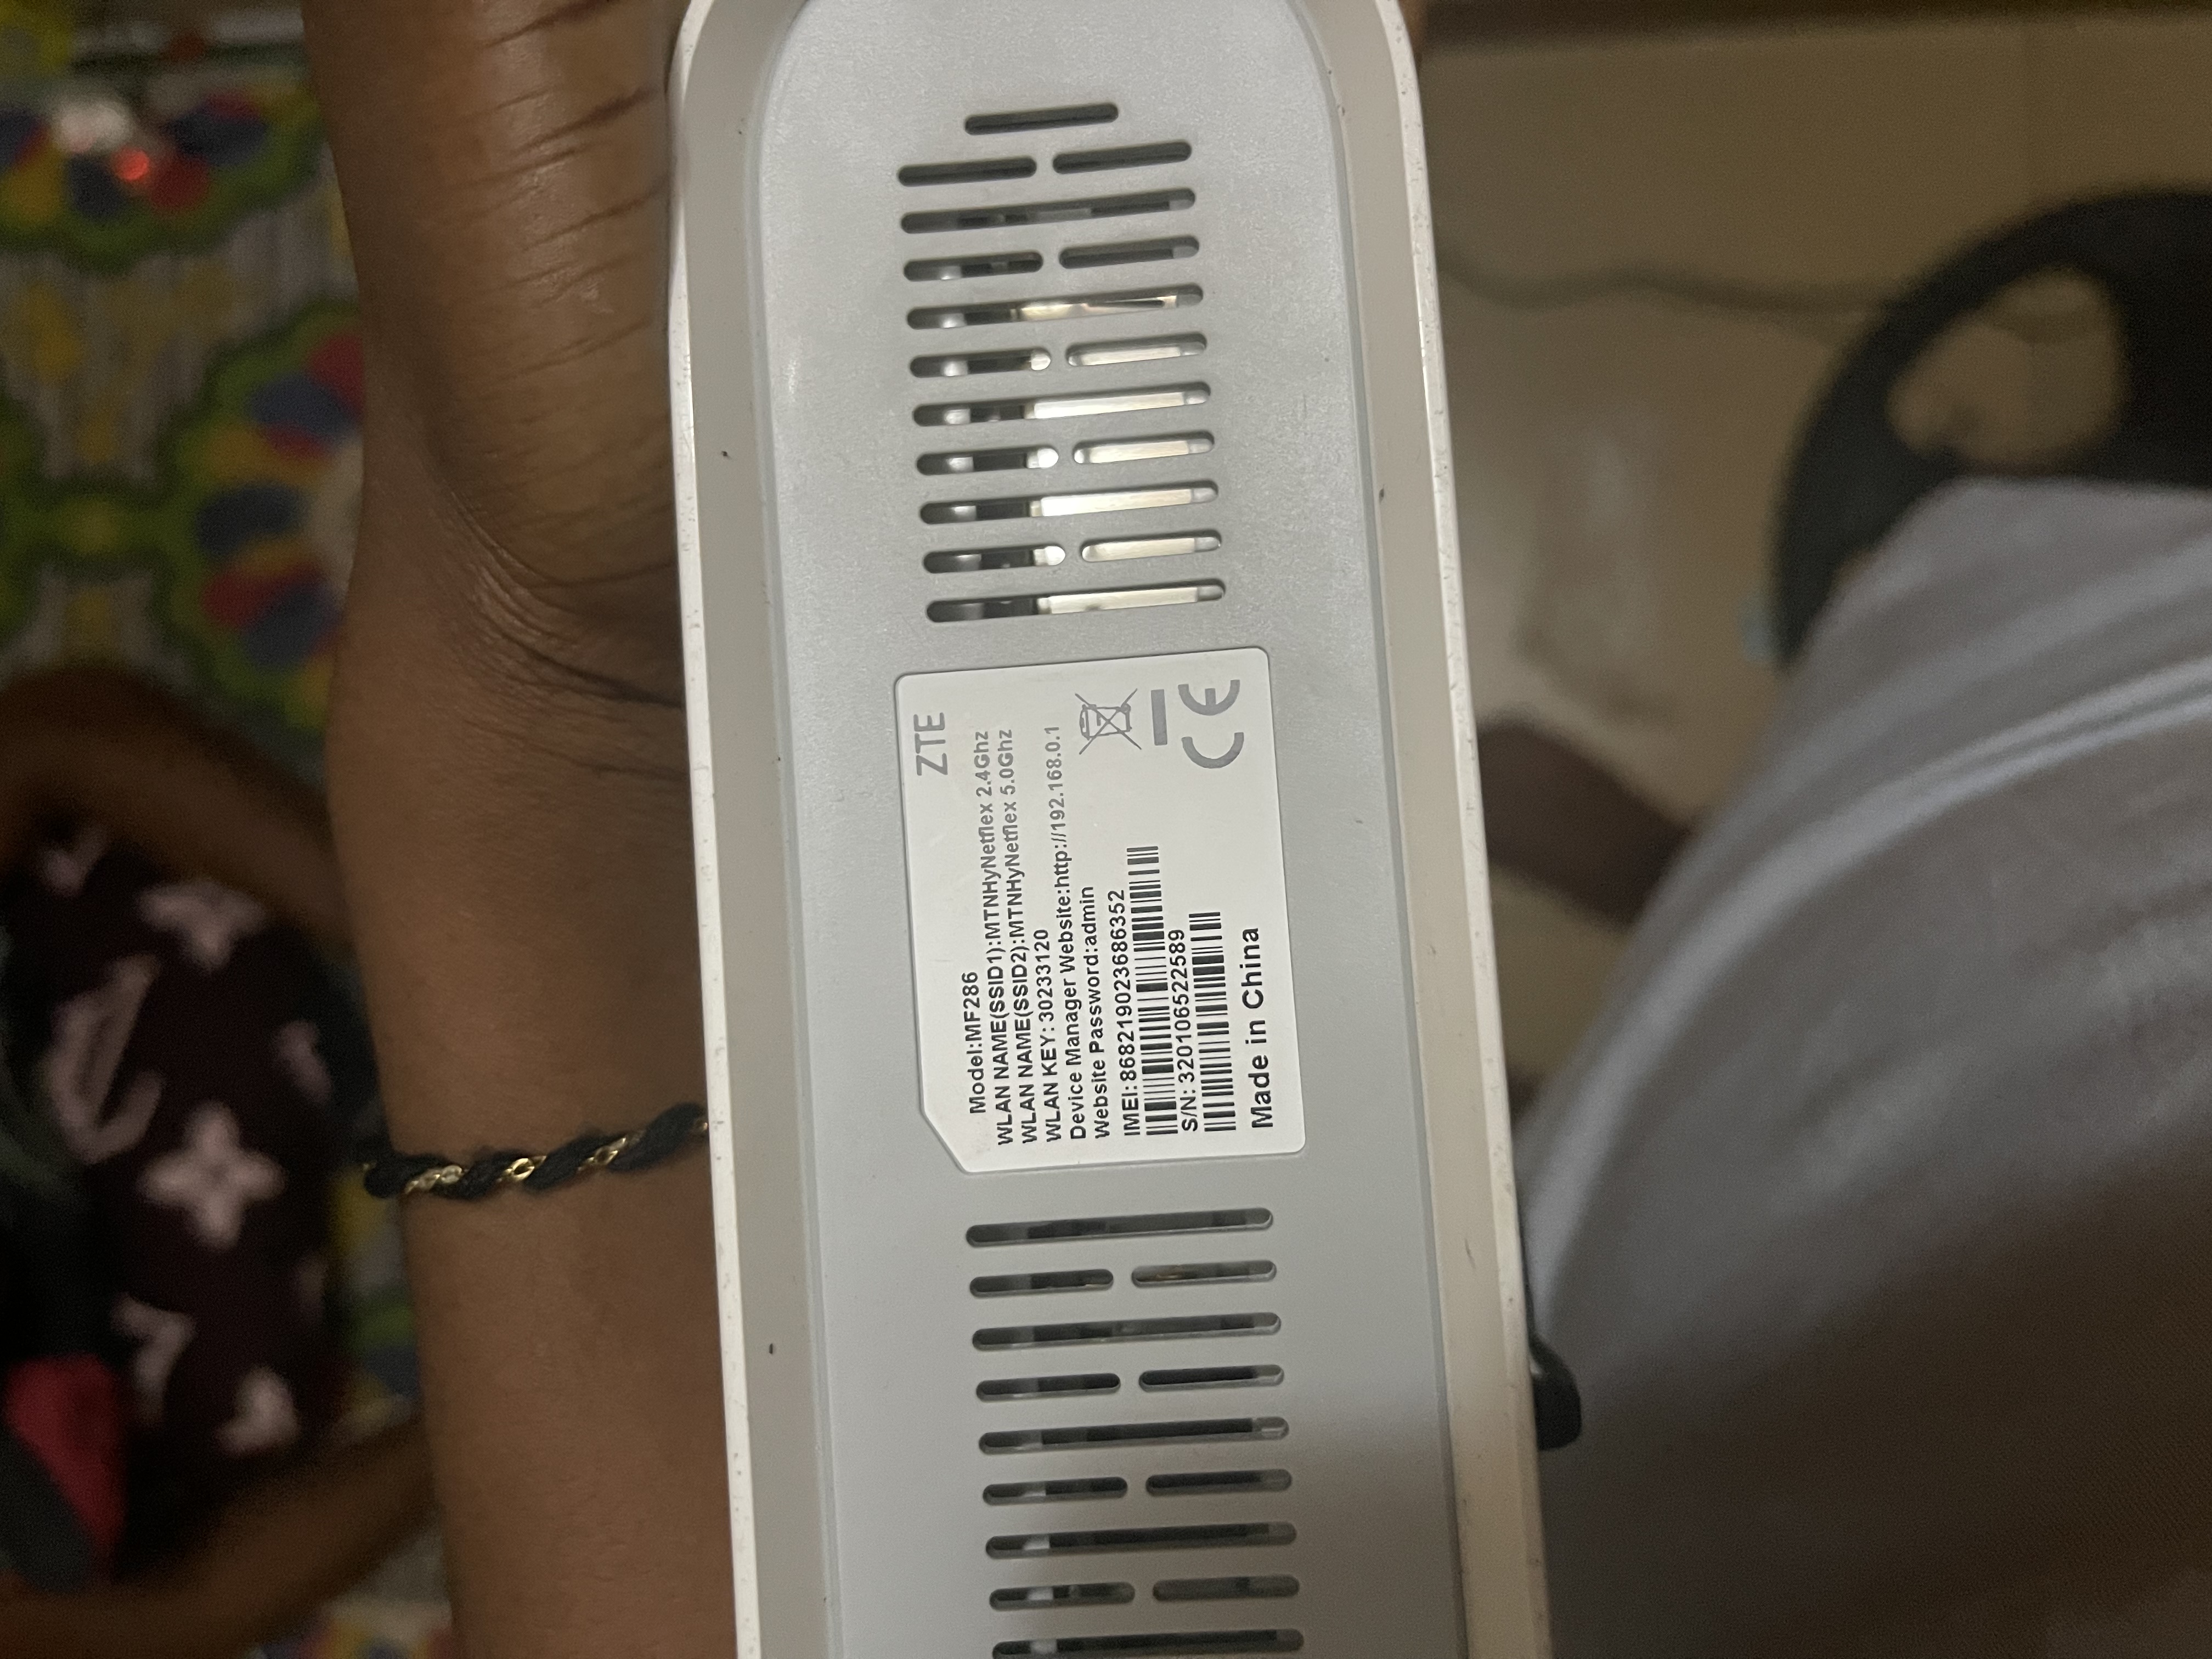 ZTE
Model:MF286
WLAN NAME(SSID1):MTNHyNetflex 2.4Ghz
WLAN NAME(SSID2):MTNHyNetflex 5.0Ghz
WLAN KEY: 30233120
Device Manager Website:http://192.168.0.1
Website Password:admin
IMEI: 868219023686352
S/N: 320106522589
CE
Made in China